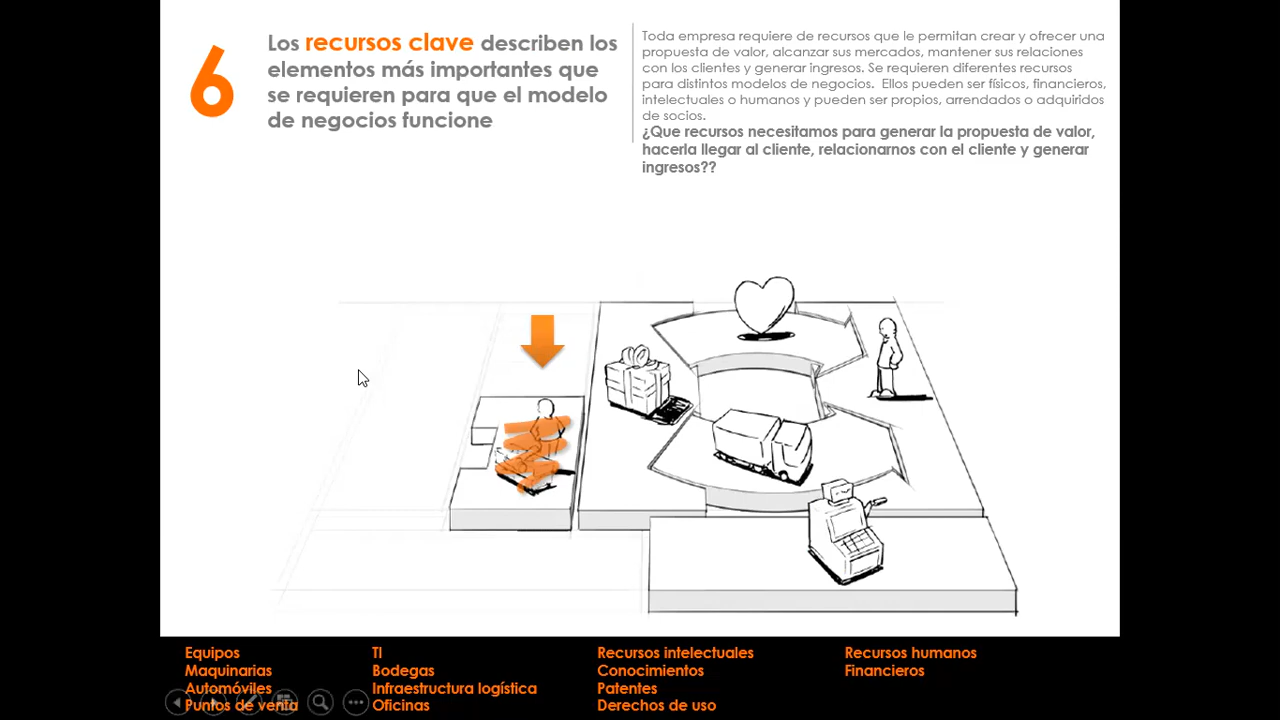 6
Los recursos clave describen los
elementos más importantes que
se requieren para que el modelo
de negocios funcione
Toda empresa requiere de recursos que le permitan crear y ofrecer una
propuesta de valor, alcanzar sus mercados, mantener sus relaciones
con los clientes y generar ingresos. Se requieren diferentes recursos
para distintos modelos de negocios. Ellos pueden ser físicos, financieros,
intelectuales o humanos y pueden ser propios, arrendados o adquiridos
de socios.
¿Que recursos necesitamos para generar la propuesta de valor,
hacerla llegar al cliente, relacionarnos con el cliente y generar
ingresos??
Equipos
Maquinarias
Automóviles
Puntos de venta
TI
Bodegas
Infraestructura logística
Oficinas
Recursos intelectuales
Conocimientos
Patentes
Derechos de uso
Recursos humanos
Financieros